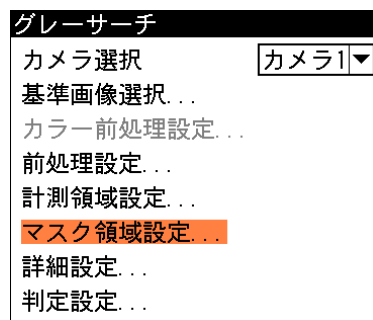 グレーサーチ
カメラ選択 カメラ1
基準画像選択...
カラー前処理設定...
前処理設定...
計測領域設定...
マスク領域設定...
詳細設定...
判定設定...